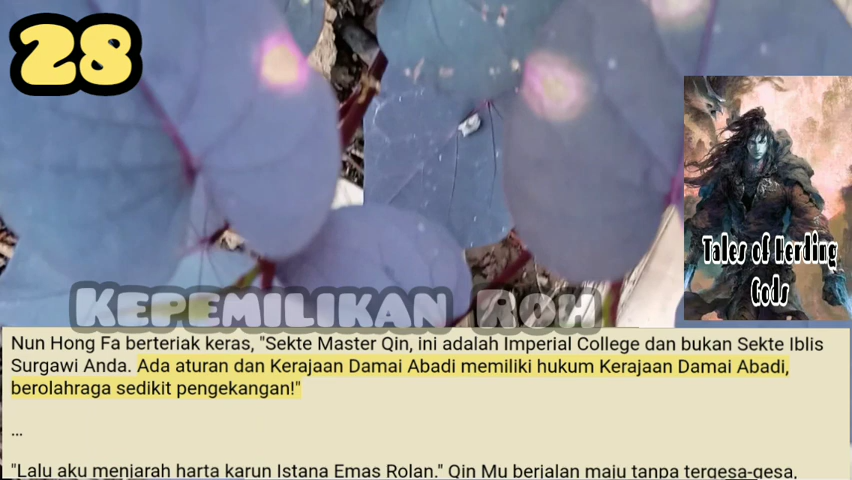 28
Tales of Herding
Gods
Kepemilikan Roh
Nun Hong Fa berteriak keras, "Sekte Master Qin, ini adalah Imperial College dan bukan Sekte Iblis
Surgawi Anda. Ada aturan dan Kerajaan Damai Abadi memiliki hukum Kerajaan Damai Abadi,
berolahraga sedikit pengekangan!"
...
"Lalu aku menjarah harta karun Istana Emas Rolan." Qin Mu berjalan maju tanpa tergesa-gesa,